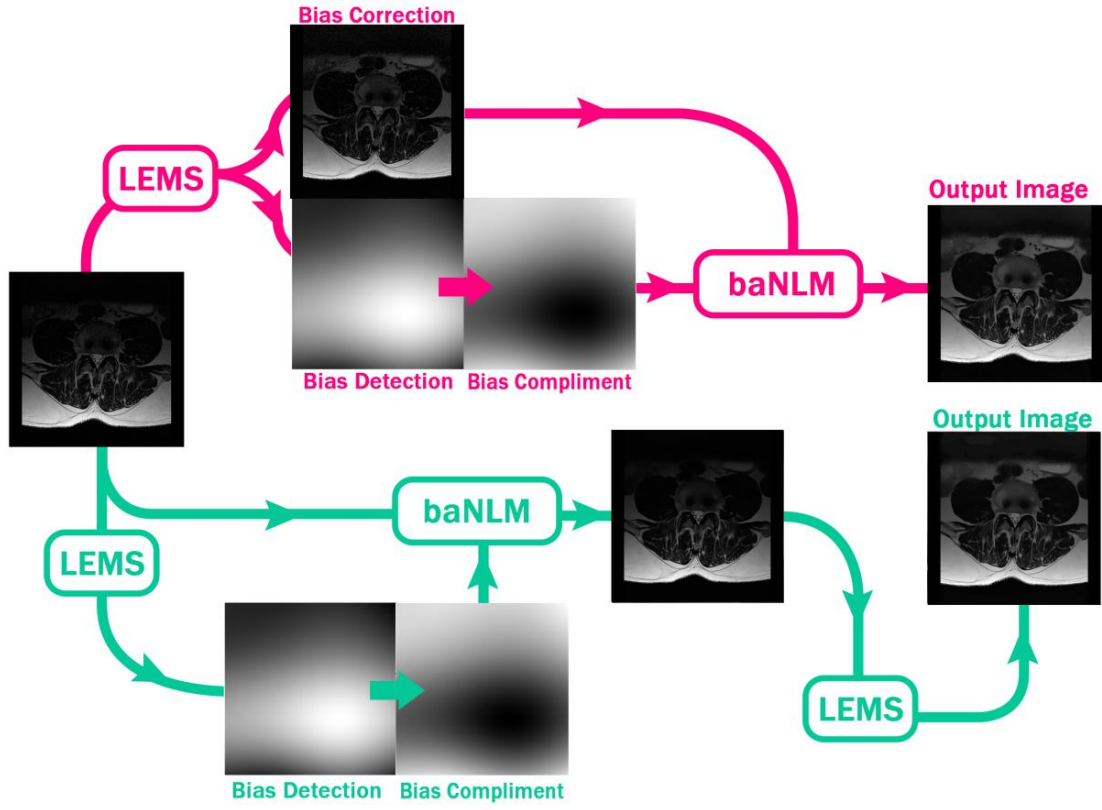 Bias Correction
LEMS
Output Image
baNLM
Bias Detection
Bias Compliment
Output Image
baNLM
LEMS
LEMS
Bias Detection
Bias Compliment